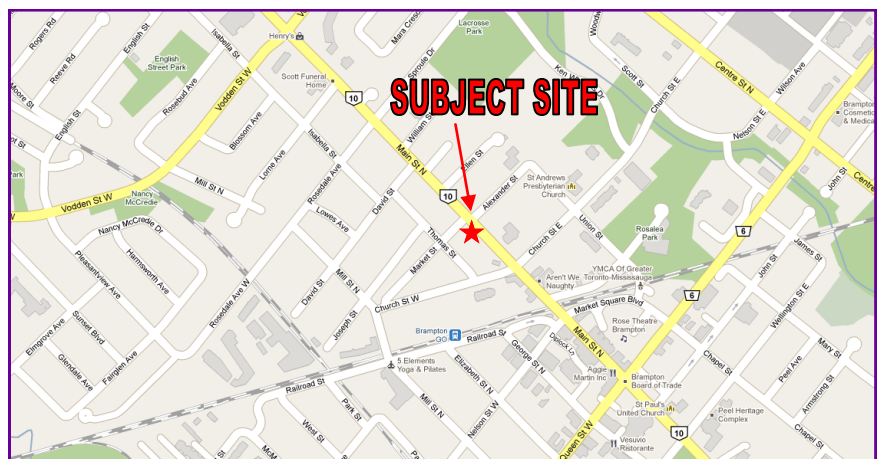 Rogers Rd
Reeve Rd
English St
English
Street Park
Rosebud Ave
Isabella St
Vodden St W
Henry's
Mara Cresc
Lacrosse
Park
Sproule Dr
Scott Funeral
Home
10
SUBJECT SITE
William St
Ken W
Scott St
Church St E
Centre St N
Wilson Ave
Brampton
Cosmetic
& Medica
Nelson St E
Moore St
English St
Blossom Ave
Lorne Ave
Isabella St
Rosedale Ave
Main St N
Ellen St
Alexander St
St Andrews
Presbyterian
Church
John St
Centre
ark
Vodden St W
Nancy
McCredie
Mill St N
David St
10
Nancy McCredie Dr
Lowes Ave
Thomas St
Market St
Church St E
Union St
Rosalea
Park
6
James St
John St
Pleasantview Ave
Harmsworth Ave
Rosedale Ave W
David St
Mill St N
Joseph St
Church St W
Aren't We
Naughty
YMCA Of Greater
Toronto-Mississauga
Market Square Blvd
6
Wellington St E
Elmgrove Ave
Sunset Blvd
Glendale Ave
Fairglen Ave
Brampton
GO
Railroad St
Diplock Ln
George St N
Main St N
Rose Theatre
Brampton
Mary St
Chapel St
Peel Ave
5 Elements
Yoga & Pilates
Elizabeth St N
Aggie
Martin Inc
Brampton
Board of Trade
Armstrong St
Railroad St
Park St
Mill St N
Nelson St W
West St
St Paul's
United Church
Peel Heritage
Complex
Chapel St
10
Queen St W
Vesuvio
Ristorante